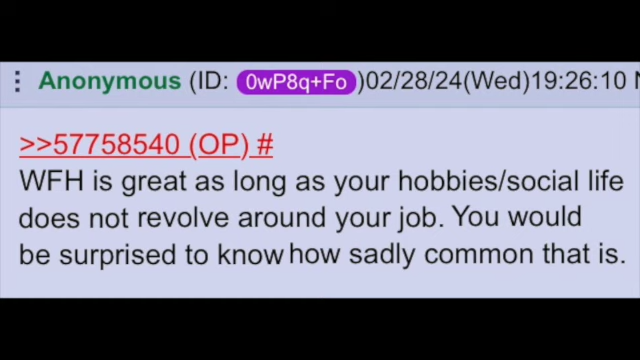 Anonymous (ID: 0wP8q+Fo)02/28/24(Wed)19:26:10 N
>>57758540 (OP) #
WFH is great as long as your hobbies/social life
does not revolve around your job. You would
be surprised to know how sadly common that is.